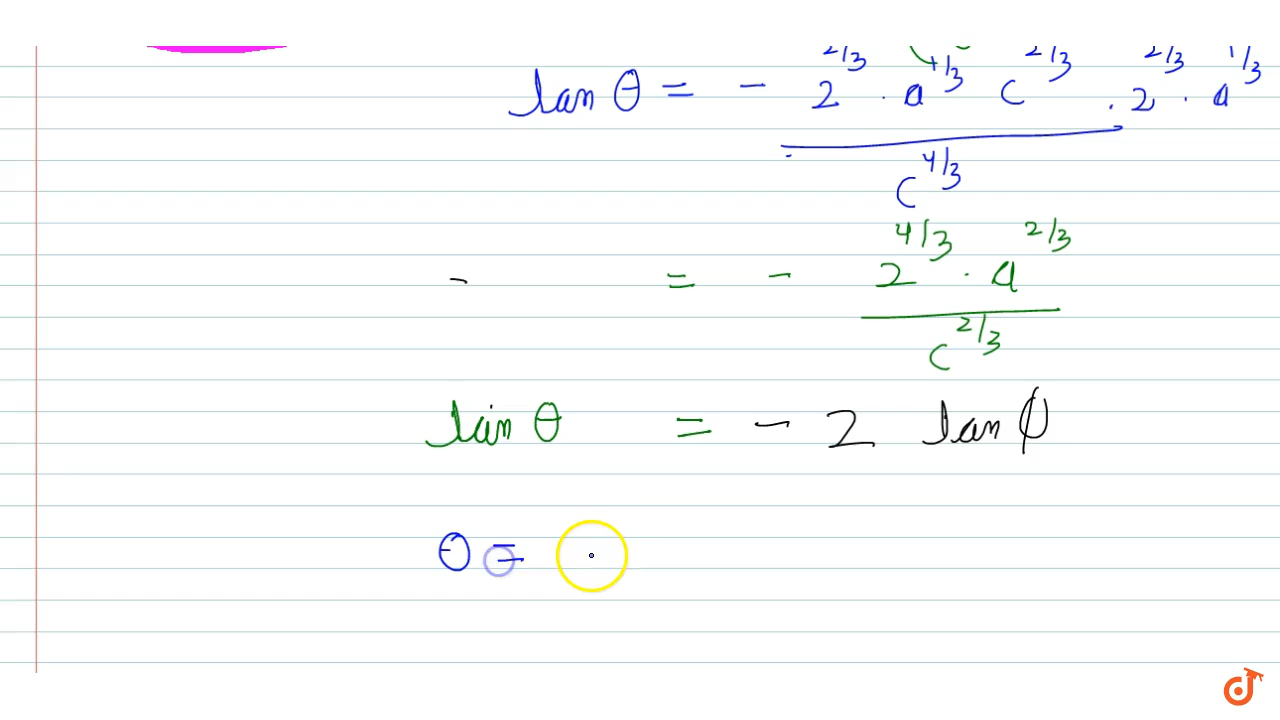 tan θ = - 2^{2/3} · a^{1/3} c^{2/3} · 2^{2/3} · a^{1/3}
c^{4/3}
- = - 2^{4/3} · a^{2/3}
c^{2/3}
tan θ = - 2 tan φ
θ =